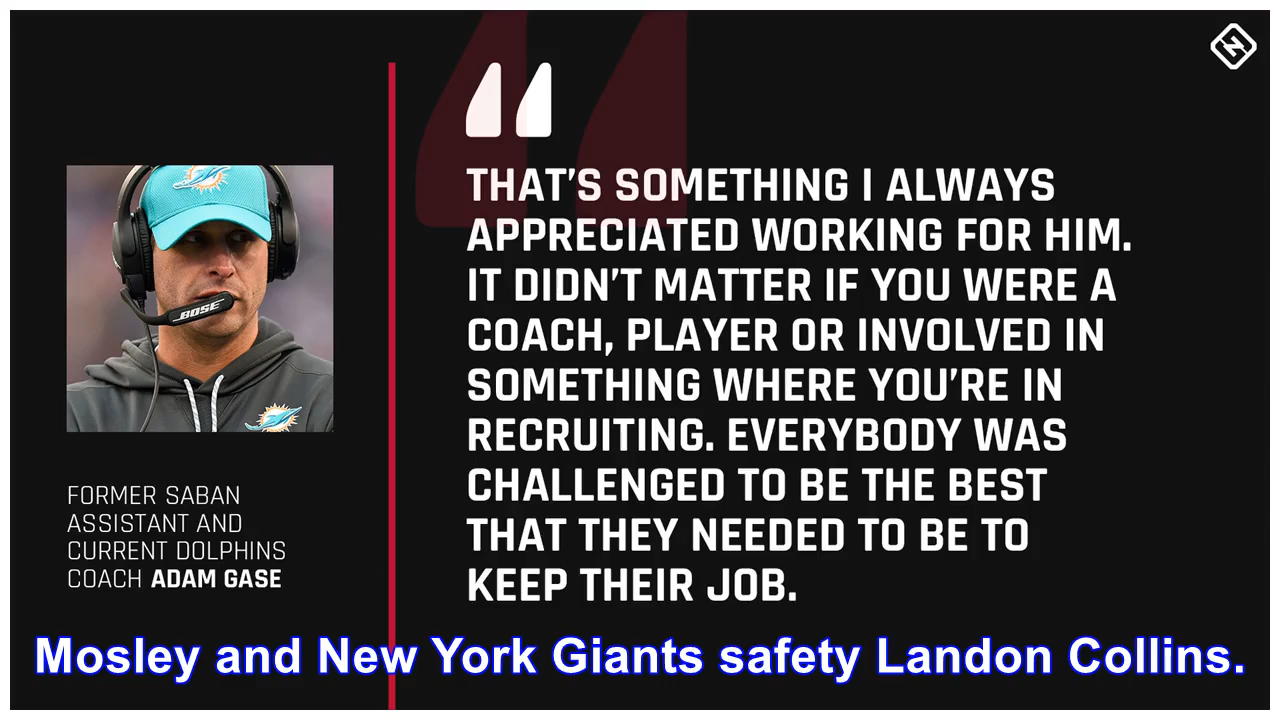 THAT'S SOMETHING I ALWAYS
APPRECIATED WORKING FOR HIM.
IT DIDN'T MATTER IF YOU WERE A
COACH, PLAYER OR INVOLVED IN
SOMETHING WHERE YOU'RE IN
RECRUITING. EVERYBODY WAS
CHALLENGED TO BE THE BEST
THAT THEY NEEDED TO BE TO
KEEP THEIR JOB.
BOSE
FORMER SABAN
ASSISTANT AND
CURRENT DOLPHINS
COACH ADAM GASE
Mosley and New York Giants safety Landon Collins.